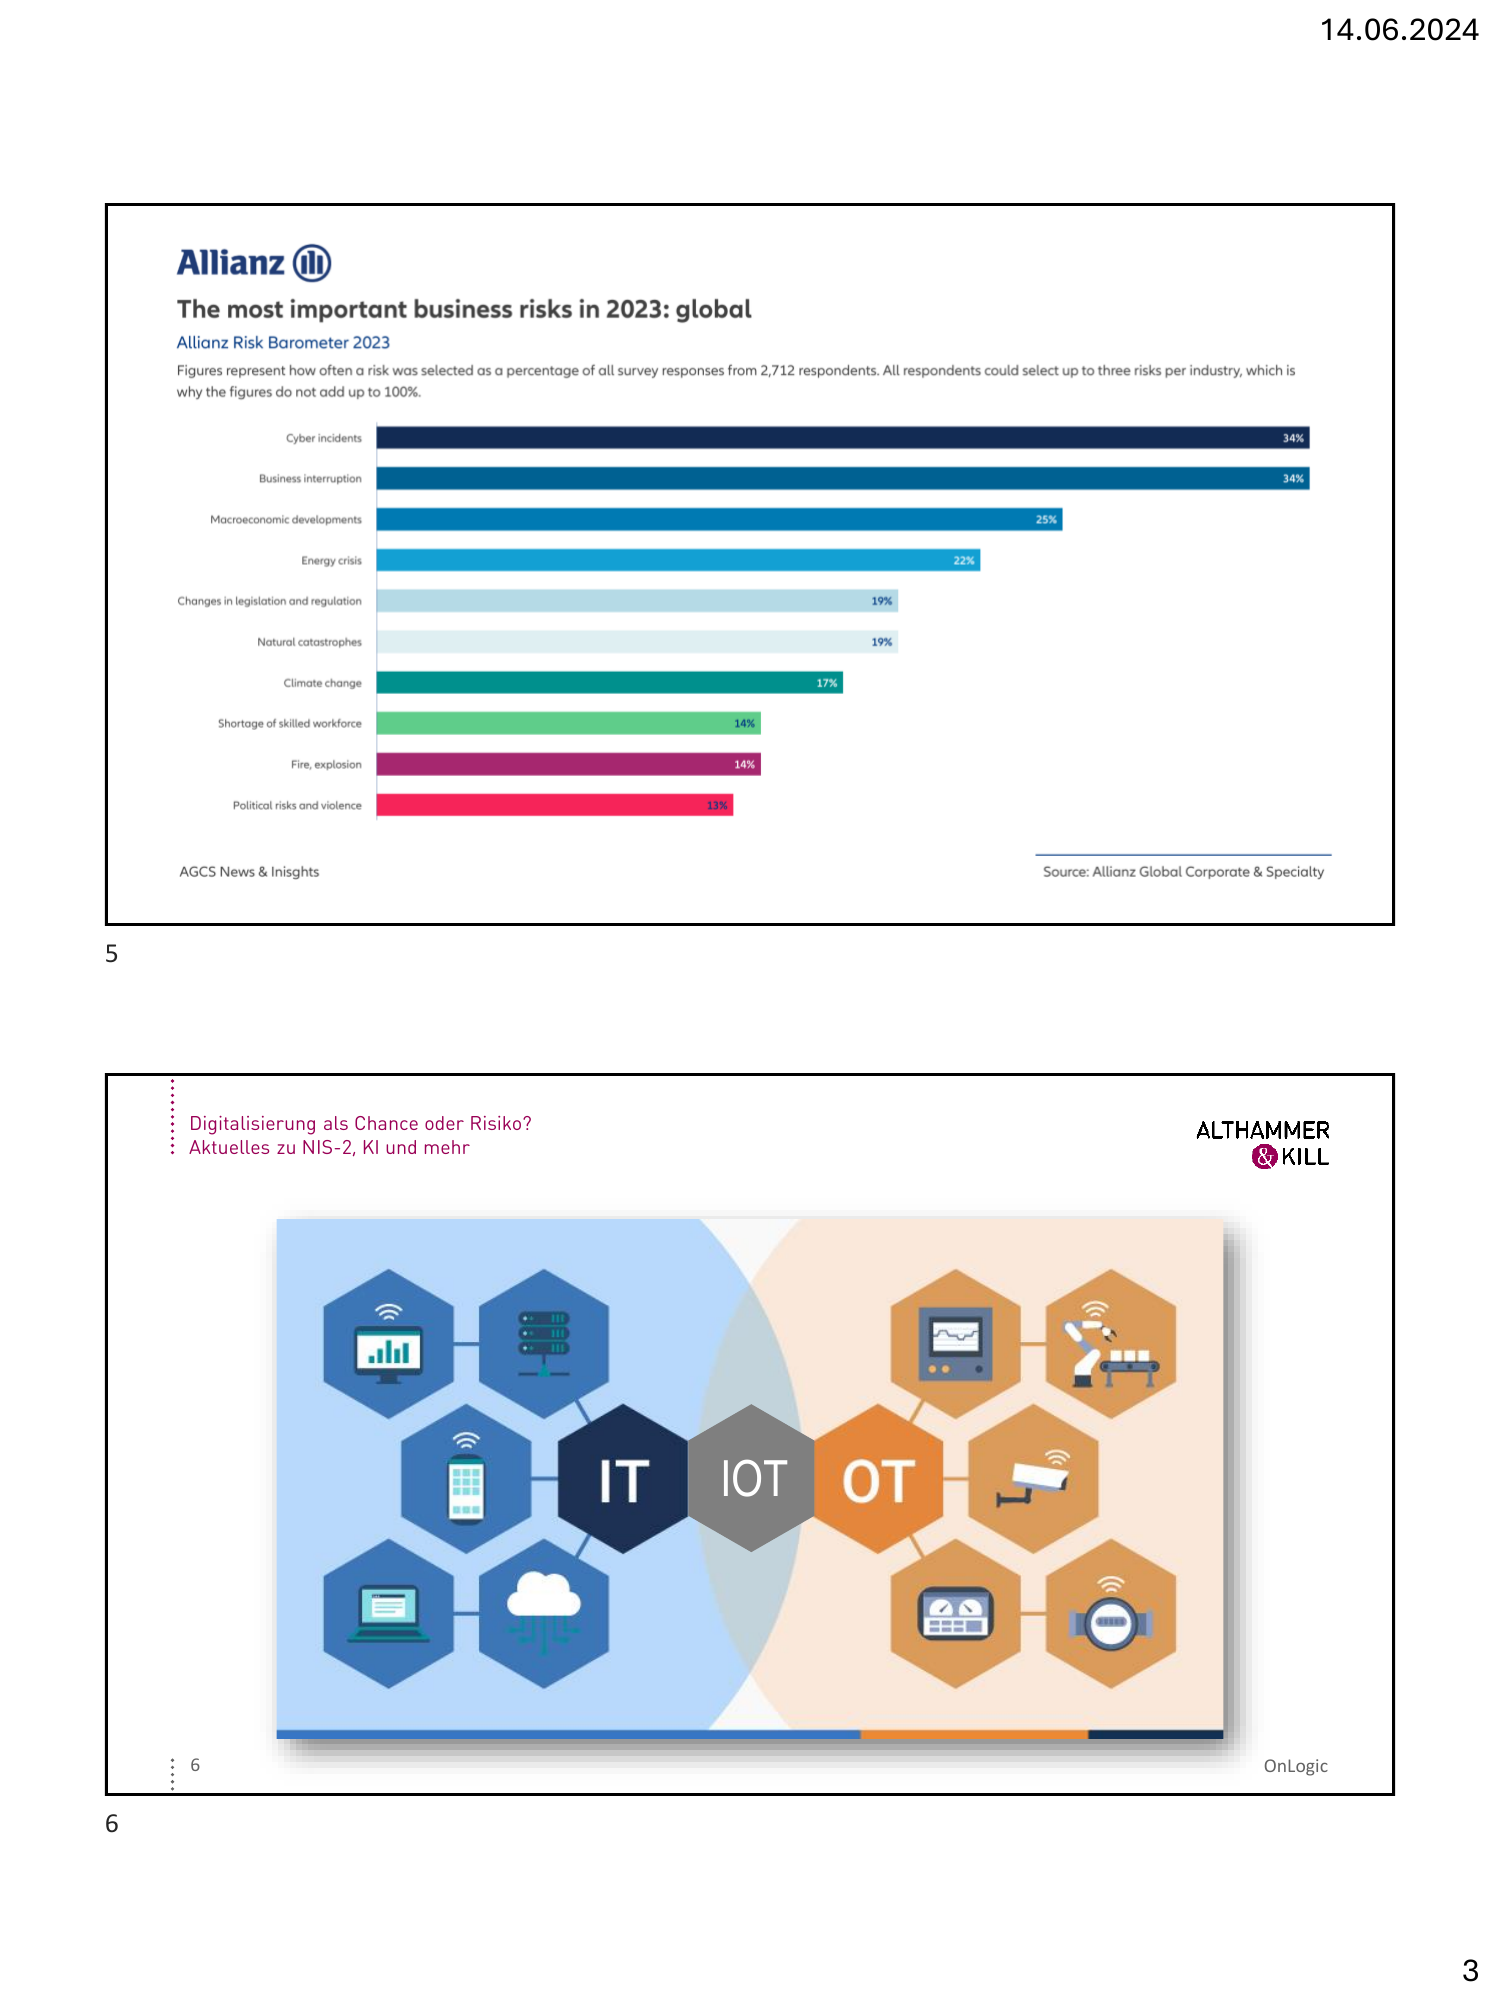 14.06.2024
Allianz
The most important business risks in 2023: global
Allianz Risk Barometer 2023
Figures represent how often a risk was selected as a percentage of all survey responses from 2,712 respondents. All respondents could select up to three risks per industry, which is
why the figures do not add up to 100%.
Cyber incidents 34%
Business interruption 34%
Macroeconomic developments 25%
Energy crisis 22%
Changes in legislation and regulation 19%
Natural catastrophes 19%
Climate change 17%
Shortage of skilled workforce 14%
Fire, explosion 14%
Political risks and violence 13%
AGCS News & Inisghts
Source: Allianz Global Corporate & Specialty
5
Digitalisierung als Chance oder Risiko?
Aktuelles zu NIS-2, KI und mehr
ALTHAMMER
& KILL
IT IOT OT
6
OnLogic
6
3